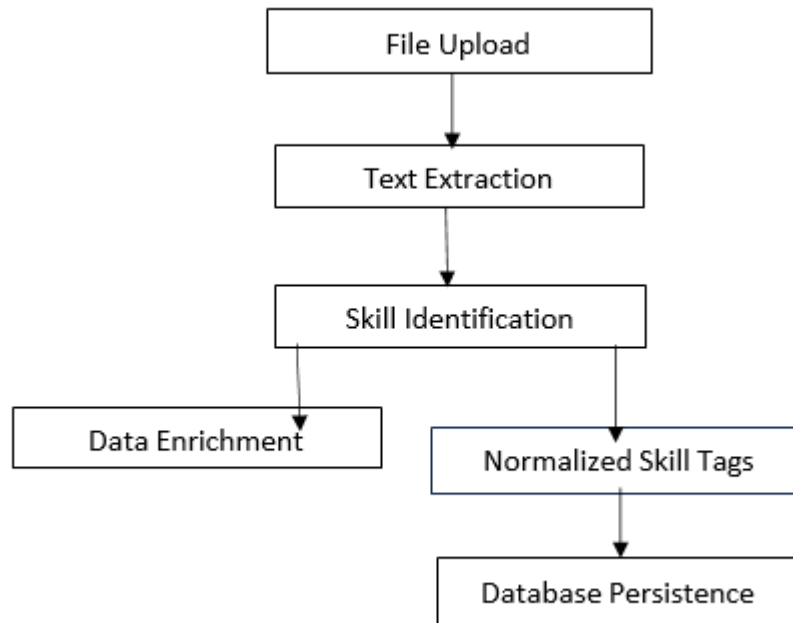 File Upload
Text Extraction
Skill Identification
Data Enrichment
Normalized Skill Tags
Database Persistence